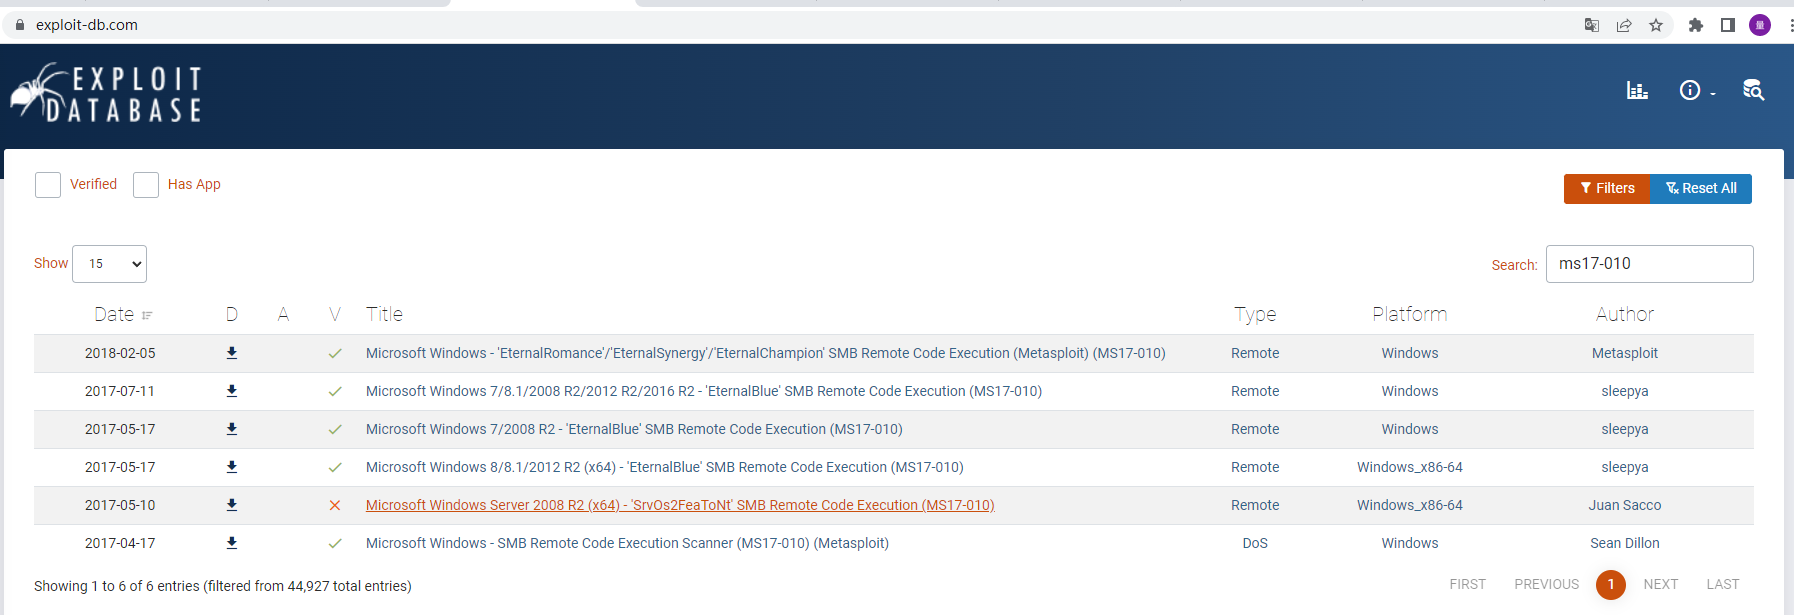 exploit-db.com
量
EXPLOIT
DATABASE
Verified Has App Filters Reset All
Show 15 Search: ms17-010
Date D A V Title Type Platform Author
2018-02-05 Microsoft Windows - 'EternalRomance'/'EternalSynergy'/'EternalChampion' SMB Remote Code Execution (Metasploit) (MS17-010) Remote Windows Metasploit
2017-07-11 Microsoft Windows 7/8.1/2008 R2/2012 R2/2016 R2 - 'EternalBlue' SMB Remote Code Execution (MS17-010) Remote Windows sleepya
2017-05-17 Microsoft Windows 7/2008 R2 - 'EternalBlue' SMB Remote Code Execution (MS17-010) Remote Windows sleepya
2017-05-17 Microsoft Windows 8/8.1/2012 R2 (x64) - 'EternalBlue' SMB Remote Code Execution (MS17-010) Remote Windows_x86-64 sleepya
2017-05-10 Microsoft Windows Server 2008 R2 (x64) - 'SrvOs2FeaToNt' SMB Remote Code Execution (MS17-010) Remote Windows_x86-64 Juan Sacco
2017-04-17 Microsoft Windows - SMB Remote Code Execution Scanner (MS17-010) (Metasploit) DoS Windows Sean Dillon
Showing 1 to 6 of 6 entries (filtered from 44,927 total entries) FIRST PREVIOUS 1 NEXT LAST